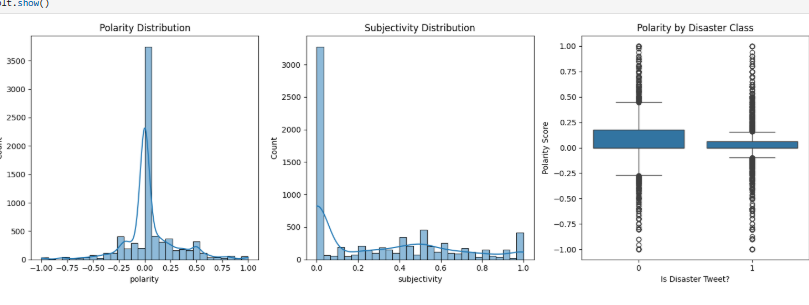 plt.show()
Polarity Distribution
Count
3500
3000
2500
2000
1500
1000
500
0
−1.00 −0.75 −0.50 −0.25 0.00 0.25 0.50 0.75 1.00
polarity
Subjectivity Distribution
Count
3000
2500
2000
1500
1000
500
0
0.0 0.2 0.4 0.6 0.8 1.0
subjectivity
Polarity by Disaster Class
Polarity Score
1.00
0.75
0.50
0.25
0.00
−0.25
−0.50
−0.75
−1.00
0 1
Is Disaster Tweet?